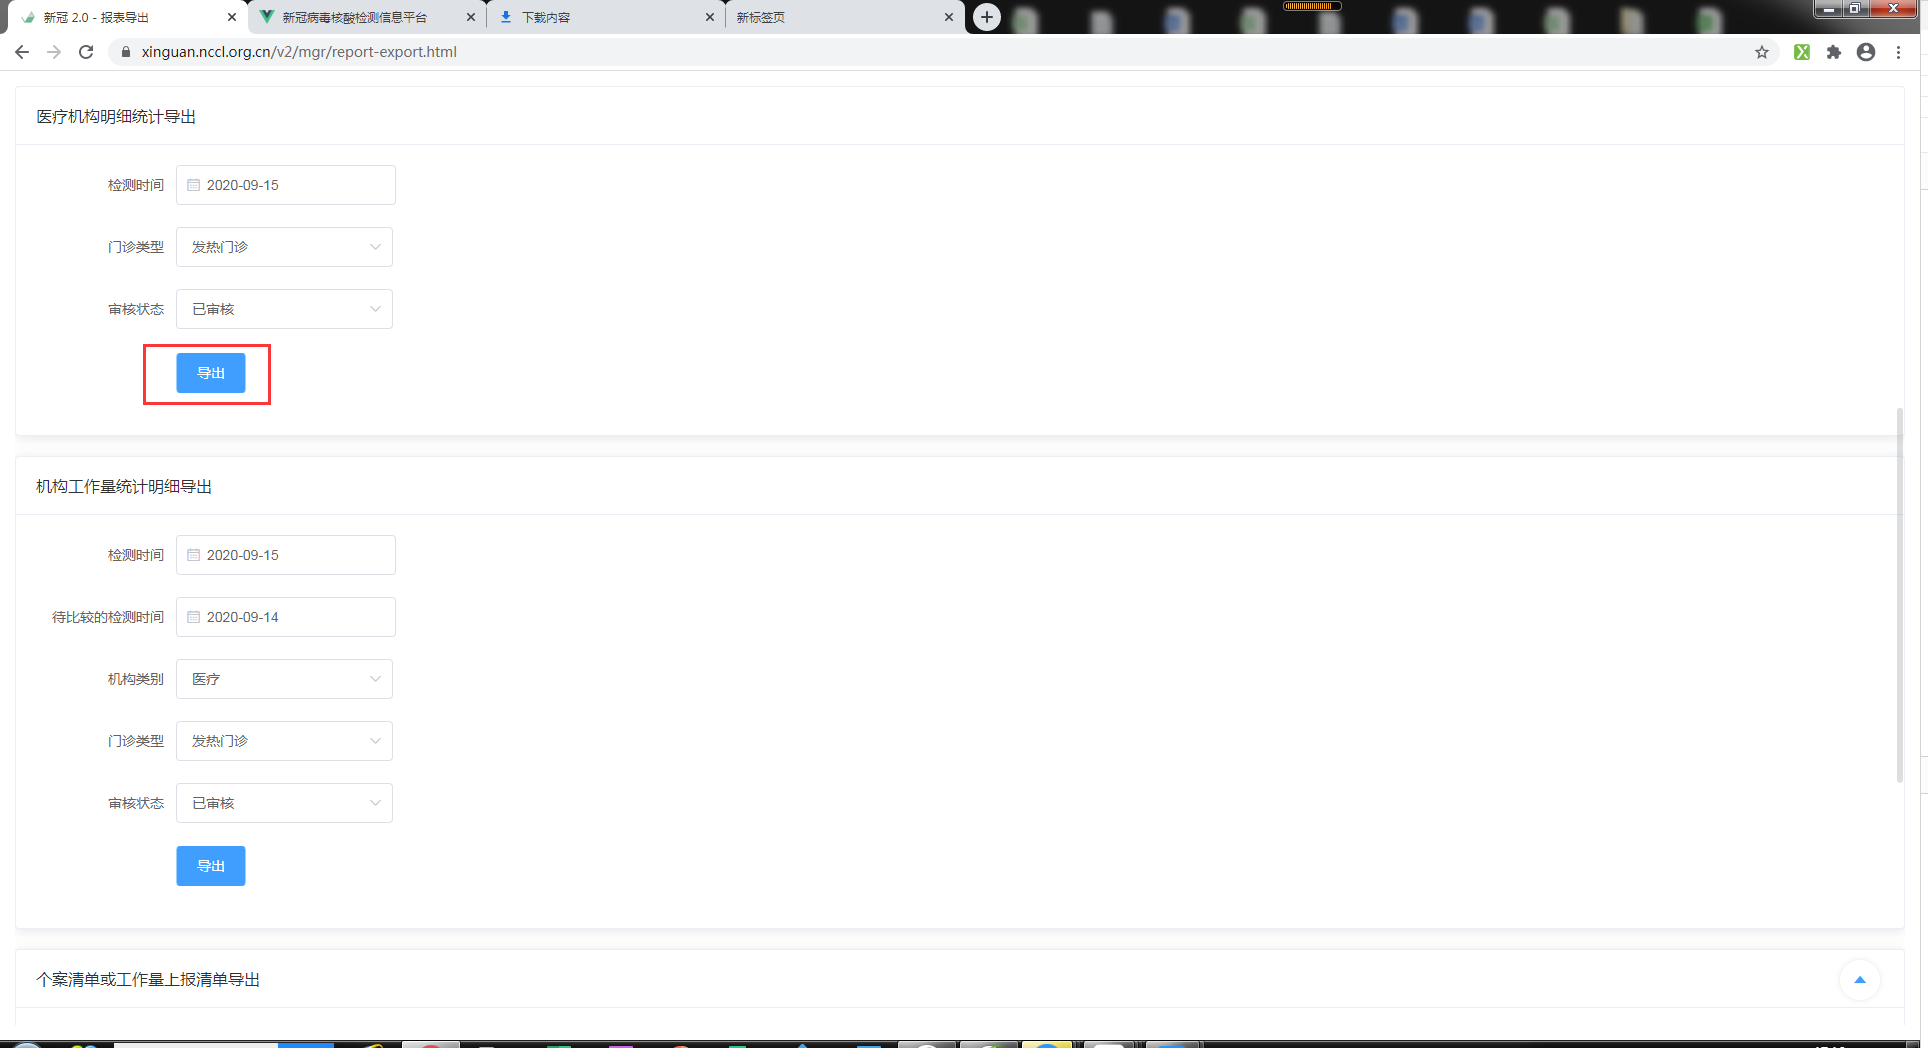 新冠 2.0 - 报表导出
新冠病毒核酸检测信息平台
下载内容
新标签页
xinguan.nccl.org.cn/v2/mgr/report-export.html
医疗机构明细统计导出
检测时间 2020-09-15
门诊类型 发热门诊
审核状态 已审核
导出
机构工作量统计明细导出
检测时间 2020-09-15
待比较的检测时间 2020-09-14
机构类别 医疗
门诊类型 发热门诊
审核状态 已审核
导出
个案清单或工作量上报清单导出